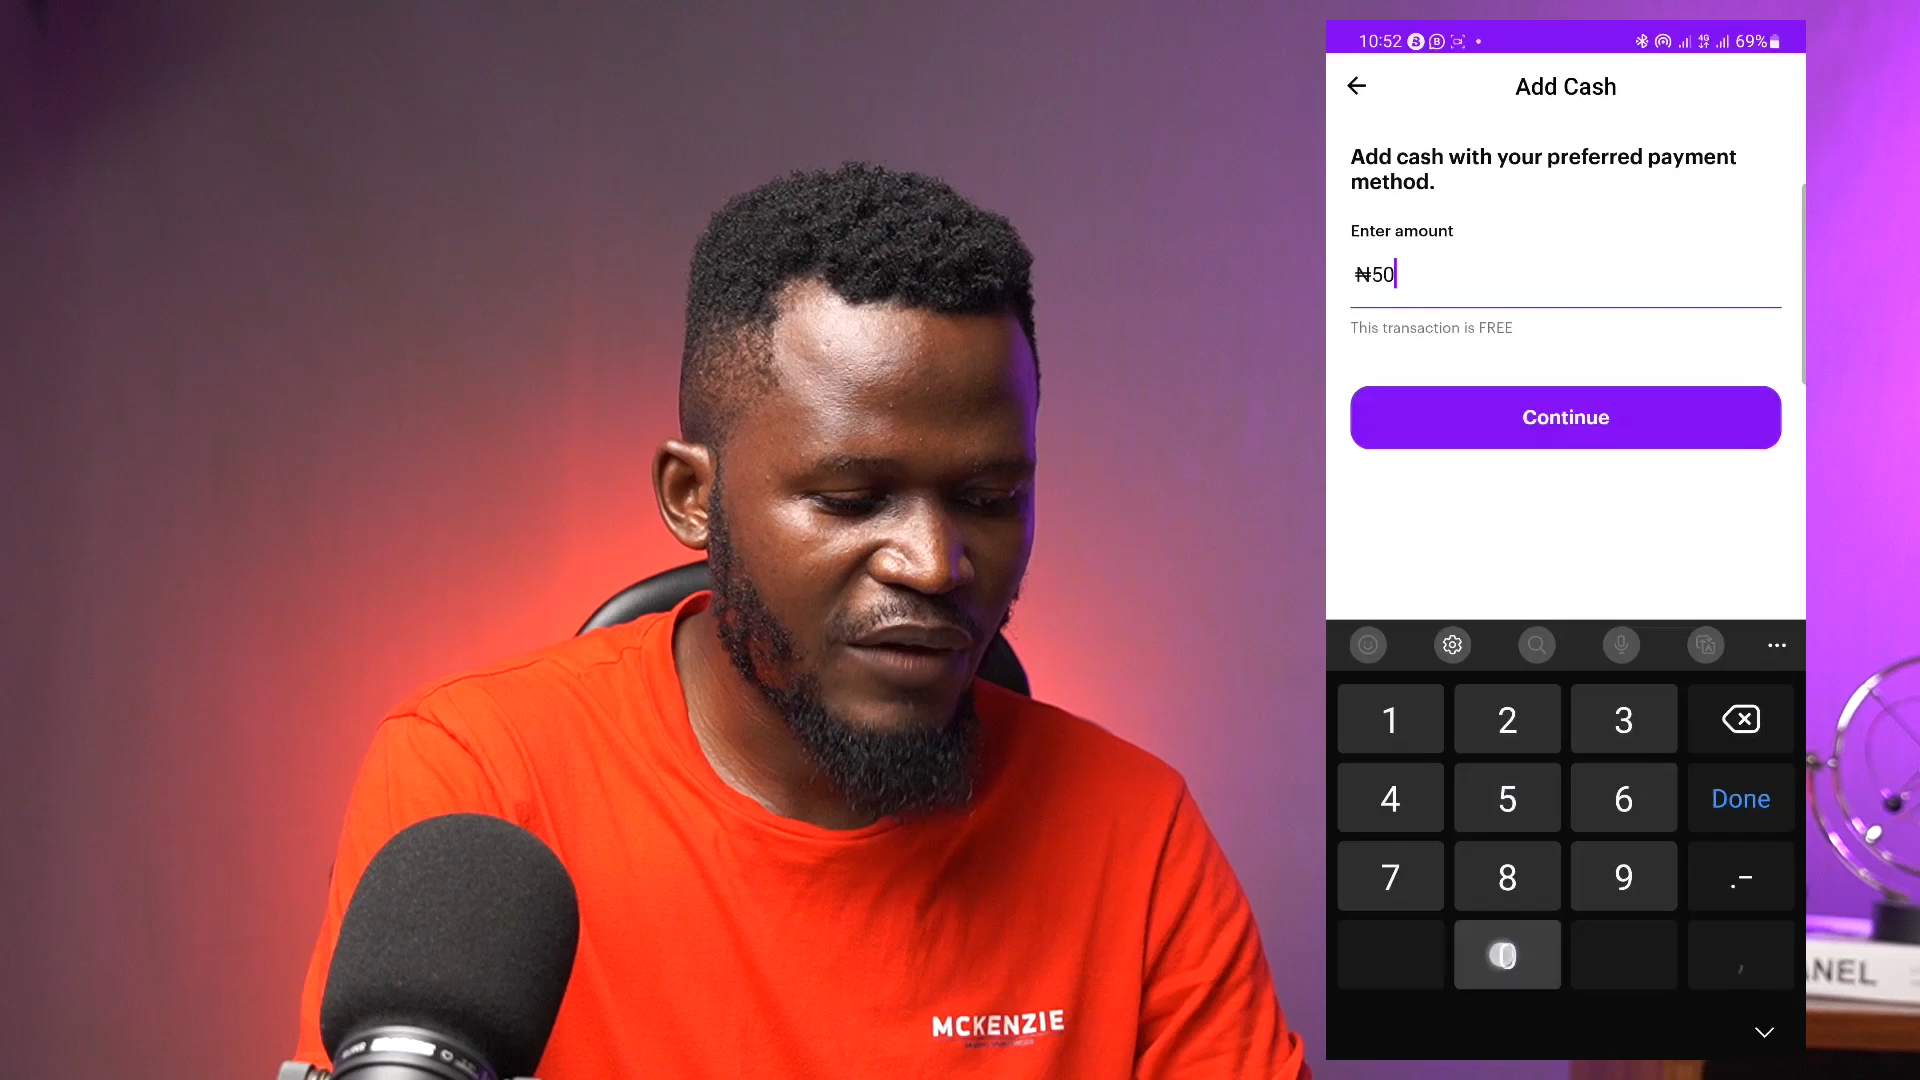 10:52
4G
69%
Add Cash
Add cash with your preferred payment
method.
Enter amount
₦50
This transaction is FREE
Continue
1 2 3
4 5 6 Done
7 8 9 .-
0 ,
MCKENZIE